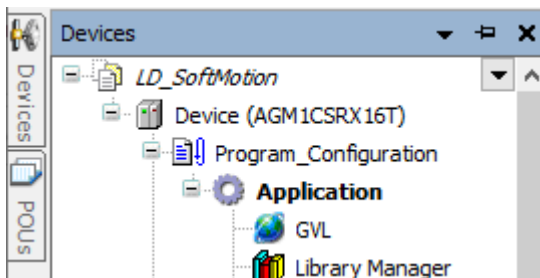 Devices
LD_SoftMotion
Device (AGM1CSRX16T)
Program_Configuration
Application
GVL
Library Manager
Devices
POUs